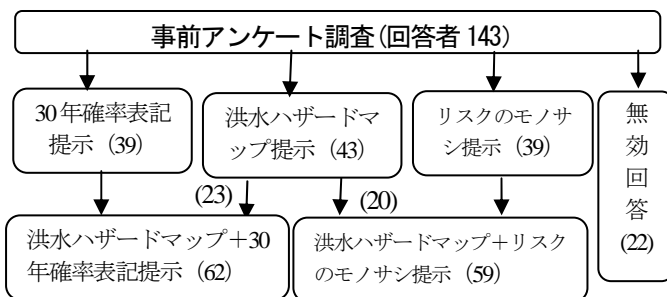 事前アンケート調査(回答者 143)
30 年確率表記
提示（39）
洪水ハザードマ
ップ提示（43）
リスクのモノサ
シ提示（39）
無
効
回
答
(22)
(23)
(20)
洪水ハザードマップ＋30
年確率表記提示（62）
洪水ハザードマップ＋リスク
のモノサシ提示（59）